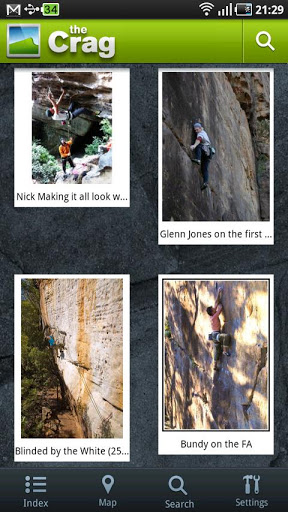 34
21:29
the
Crag
Nick Making it all look w...
Glenn Jones on the first ...
Blinded by the White (25...
Bundy on the FA
Index
Map
Search
Settings